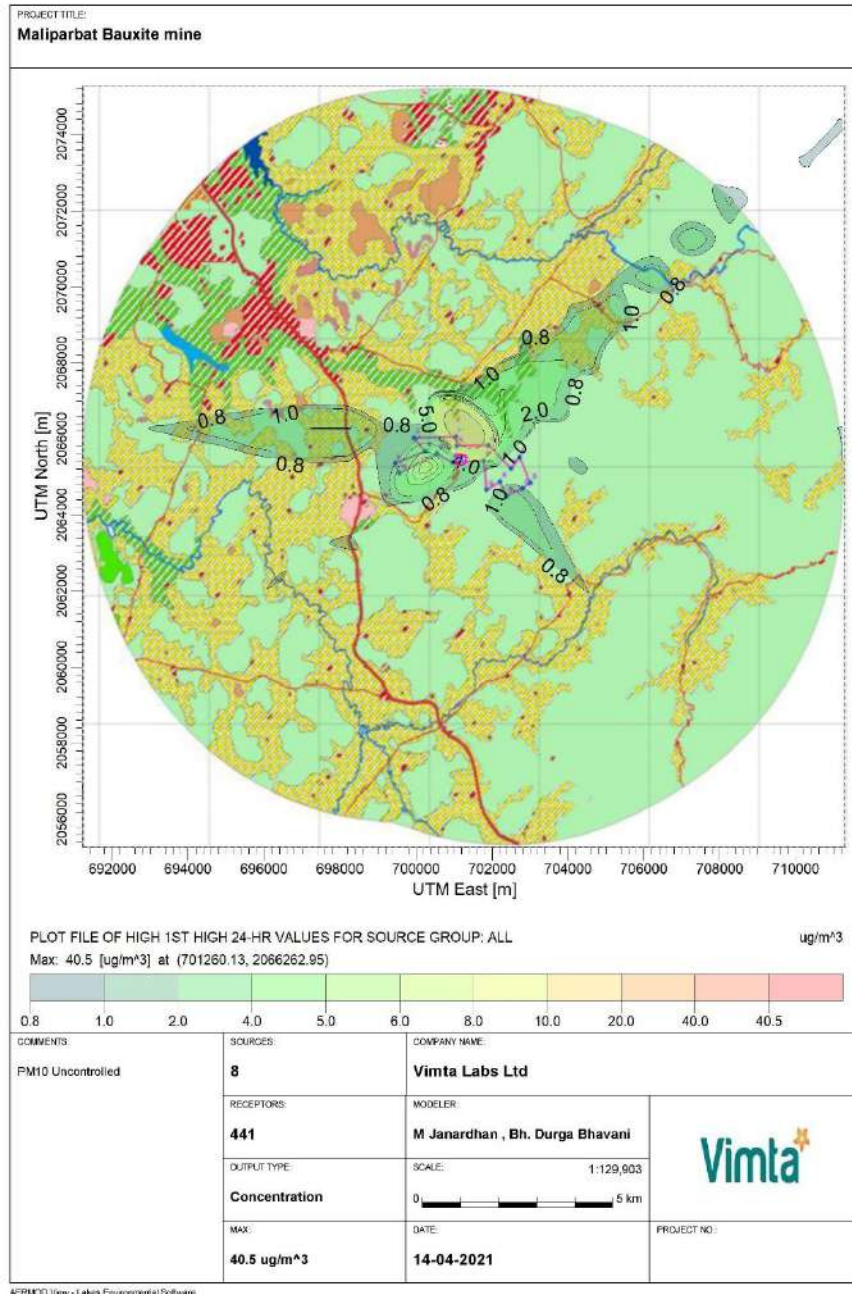 PROJECT TITLE:
Maliparbat Bauxite mine
UTM North [m]
2074000
2072000
2070000
2068000
2066000
2064000
2062000
2060000
2058000
2056000
0.8
1.0
0.8
1.0
0.8
1.0
0.8
5.0
2.0
0.8
1.0
0.8
1.0
0.8
692000 694000 696000 698000 700000 702000 704000 706000 708000 710000
UTM East [m]
PLOT FILE OF HIGH 1ST HIGH 24-HR VALUES FOR SOURCE GROUP: ALL ug/m^3
Max: 40.5 [ug/m^3] at (701260.13, 2066262.95)
0.8 1.0 2.0 4.0 5.0 6.0 8.0 10.0 20.0 40.0 40.5
COMMENTS:
PM10 Uncontrolled
SOURCES:
8
COMPANY NAME:
Vimta Labs Ltd
RECEPTORS:
441
MODELER:
M Janardhan , Bh. Durga Bhavani
OUTPUT TYPE:
Concentration
SCALE: 1:129,903
0 5 km
MAX:
40.5 ug/m^3
DATE:
14-04-2021
Vimta
PROJECT NO.:
AERMOD View - Lakes Environmental Software